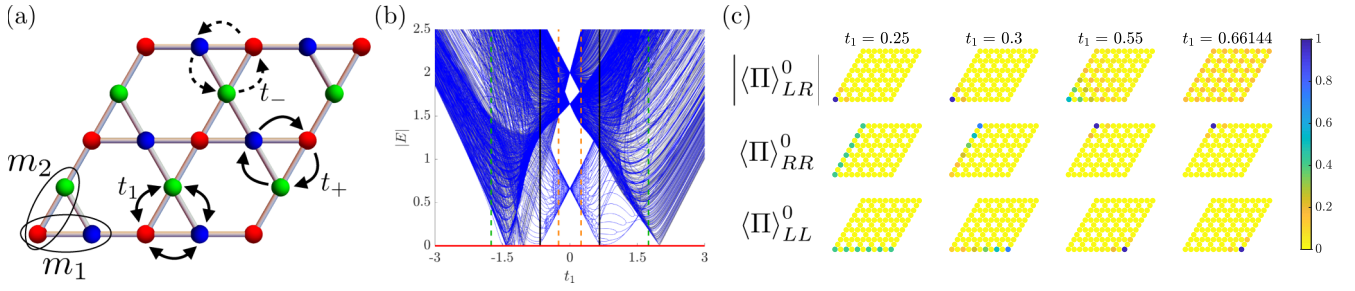 (a)
t_-
m_2
t_1
t_+
m_1
(b)
2.5
2
1.5
1
0.5
0
|E|
-3 -1.5 0 1.5 3
t_1
(c)
t_1 = 0.25 t_1 = 0.3 t_1 = 0.55 t_1 = 0.66144
|⟨Π⟩^0_{LR}|
⟨Π⟩^0_{RR}
⟨Π⟩^0_{LL}
1
0.8
0.6
0.4
0.2
0